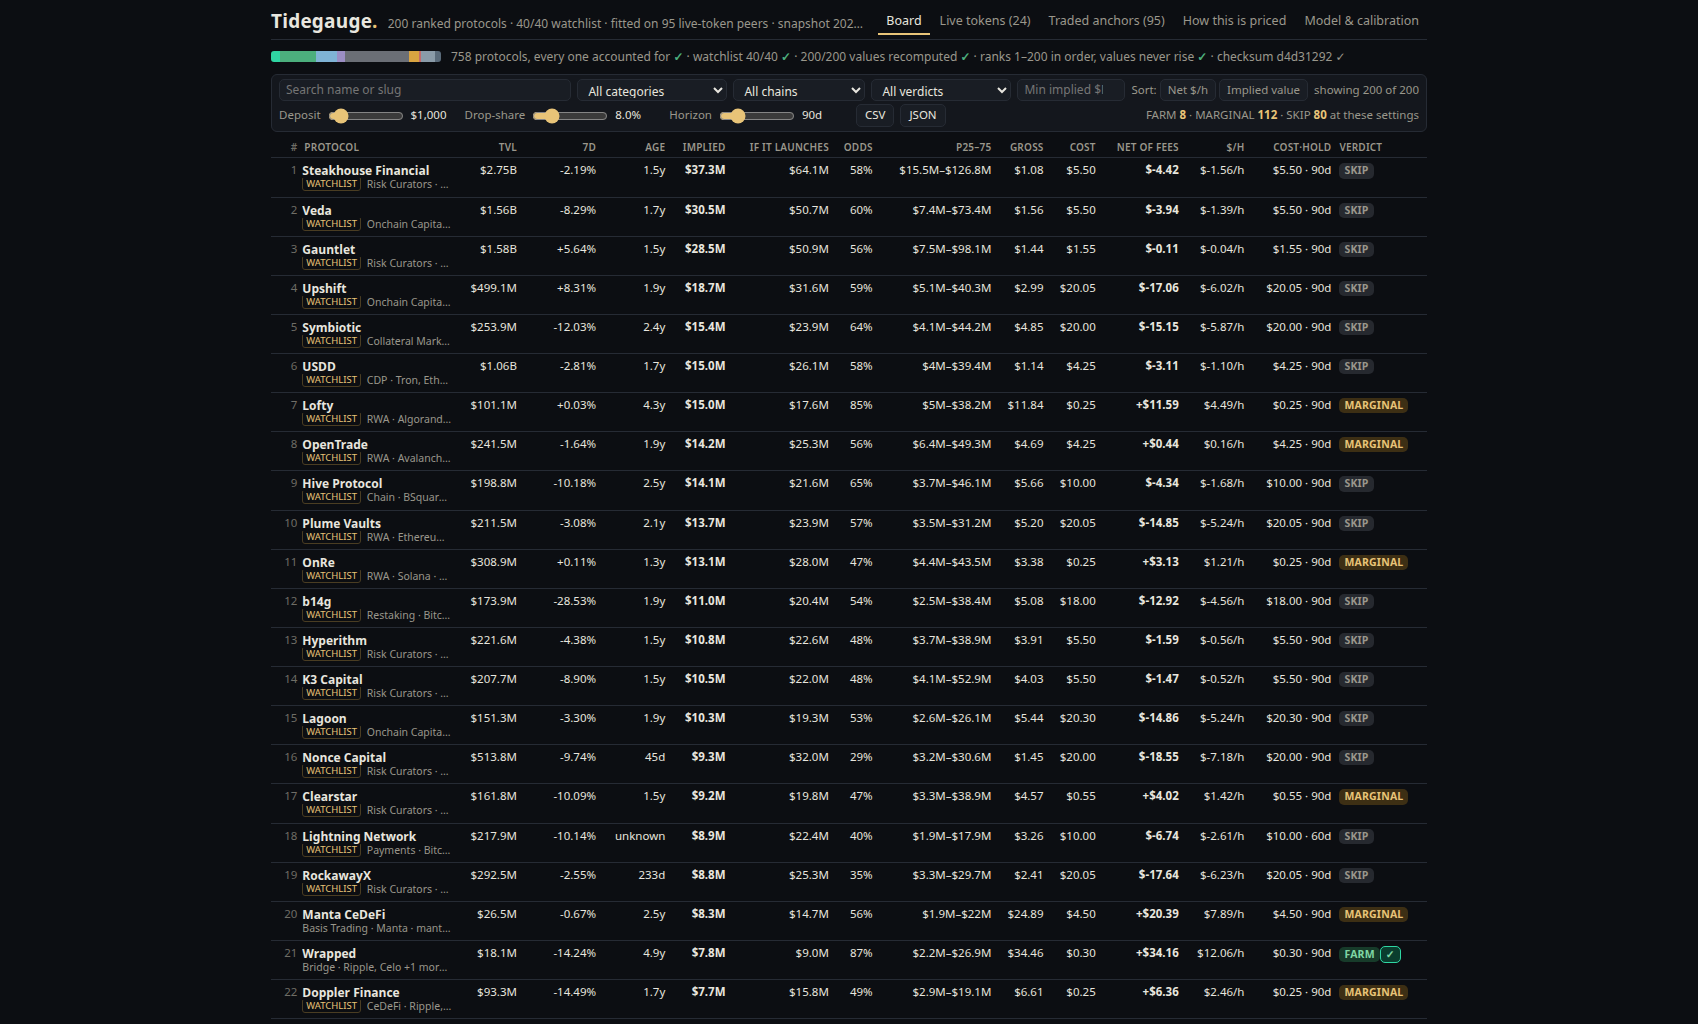 Tidegauge. 200 ranked protocols · 40/40 watchlist · fitted on 95 live-token peers · snapshot 202... Board Live tokens (24) Traded anchors (95) How this is priced Model & calibration
758 protocols, every one accounted for ✓ · watchlist 40/40 ✓ · 200/200 values recomputed ✓ · ranks 1–200 in order, values never rise ✓ · checksum d4d31292 ✓
Search name or slug All categories All chains All verdicts Min implied $ Sort: Net $/h Implied value showing 200 of 200
Deposit $1,000 Drop-share 8.0% Horizon 90d CSV JSON FARM 8 · MARGINAL 112 · SKIP 80 at these settings
# PROTOCOL TVL 7D AGE IMPLIED IF IT LAUNCHES ODDS P25–75 GROSS COST NET OF FEES $/H COST·HOLD VERDICT
1 Steakhouse Financial $2.75B -2.19% 1.5y $37.3M $64.1M 58% $15.5M–$126.8M $1.08 $5.50 $-4.42 $-1.56/h $5.50 · 90d SKIP
WATCHLIST Risk Curators · ...
2 Veda $1.56B -8.29% 1.7y $30.5M $50.7M 60% $7.4M–$73.4M $1.56 $5.50 $-3.94 $-1.39/h $5.50 · 90d SKIP
WATCHLIST Onchain Capita...
3 Gauntlet $1.58B +5.64% 1.5y $28.5M $50.9M 56% $7.5M–$98.1M $1.44 $1.55 $-0.11 $-0.04/h $1.55 · 90d SKIP
WATCHLIST Risk Curators · ...
4 Upshift $499.1M +8.31% 1.9y $18.7M $31.6M 59% $5.1M–$40.3M $2.99 $20.05 $-17.06 $-6.02/h $20.05 · 90d SKIP
WATCHLIST Onchain Capita...
5 Symbiotic $253.9M -12.03% 2.4y $15.4M $23.9M 64% $4.1M–$44.2M $4.85 $20.00 $-15.15 $-5.87/h $20.00 · 90d SKIP
WATCHLIST Collateral Mark...
6 USDD $1.06B -2.81% 1.7y $15.0M $26.1M 58% $4M–$39.4M $1.14 $4.25 $-3.11 $-1.10/h $4.25 · 90d SKIP
WATCHLIST CDP · Tron, Eth...
7 Lofty $101.1M +0.03% 4.3y $15.0M $17.6M 85% $5M–$38.2M $11.84 $0.25 +$11.59 $4.49/h $0.25 · 90d MARGINAL
WATCHLIST RWA · Algorand...
8 OpenTrade $241.5M -1.64% 1.9y $14.2M $25.3M 56% $6.4M–$49.3M $4.69 $4.25 +$0.44 $0.16/h $4.25 · 90d MARGINAL
WATCHLIST RWA · Avalanch...
9 Hive Protocol $198.8M -10.18% 2.5y $14.1M $21.6M 65% $3.7M–$46.1M $5.66 $10.00 $-4.34 $-1.68/h $10.00 · 90d SKIP
WATCHLIST Chain · BSquar...
10 Plume Vaults $211.5M -3.08% 2.1y $13.7M $23.9M 57% $3.5M–$31.2M $5.20 $20.05 $-14.85 $-5.24/h $20.05 · 90d SKIP
WATCHLIST RWA · Ethereu...
11 OnRe $308.9M +0.11% 1.3y $13.1M $28.0M 47% $4.4M–$43.5M $3.38 $0.25 +$3.13 $1.21/h $0.25 · 90d MARGINAL
WATCHLIST RWA · Solana · ...
12 b14g $173.9M -28.53% 1.9y $11.0M $20.4M 54% $2.5M–$38.4M $5.08 $18.00 $-12.92 $-4.56/h $18.00 · 90d SKIP
WATCHLIST Restaking · Bitc...
13 Hyperithm $221.6M -4.38% 1.5y $10.8M $22.6M 48% $3.7M–$38.9M $3.91 $5.50 $-1.59 $-0.56/h $5.50 · 90d SKIP
WATCHLIST Risk Curators · ...
14 K3 Capital $207.7M -8.90% 1.5y $10.5M $22.0M 48% $4.1M–$52.9M $4.03 $5.50 $-1.47 $-0.52/h $5.50 · 90d SKIP
WATCHLIST Risk Curators · ...
15 Lagoon $151.3M -3.30% 1.9y $10.3M $19.3M 53% $2.6M–$26.1M $5.44 $20.30 $-14.86 $-5.24/h $20.30 · 90d SKIP
WATCHLIST Onchain Capita...
16 Nonce Capital $513.8M -9.74% 45d $9.3M $32.0M 29% $3.2M–$30.6M $1.45 $20.00 $-18.55 $-7.18/h $20.00 · 90d SKIP
WATCHLIST Risk Curators · ...
17 Clearstar $161.8M -10.09% 1.5y $9.2M $19.8M 47% $3.3M–$38.9M $4.57 $0.55 +$4.02 $1.42/h $0.55 · 90d MARGINAL
WATCHLIST Risk Curators · ...
18 Lightning Network $217.9M -10.14% unknown $8.9M $22.4M 40% $1.9M–$17.9M $3.26 $10.00 $-6.74 $-2.61/h $10.00 · 60d SKIP
WATCHLIST Payments · Bitc...
19 RockawayX $292.5M -2.55% 233d $8.8M $25.3M 35% $3.3M–$29.7M $2.41 $20.05 $-17.64 $-6.23/h $20.05 · 90d SKIP
WATCHLIST Risk Curators · ...
20 Manta CeDeFi $26.5M -0.67% 2.5y $8.3M $14.7M 56% $1.9M–$22M $24.89 $4.50 +$20.39 $7.89/h $4.50 · 90d MARGINAL
Basis Trading · Manta · mant...
21 Wrapped $18.1M -14.24% 4.9y $7.8M $9.0M 87% $2.2M–$26.9M $34.46 $0.30 +$34.16 $12.06/h $0.30 · 90d FARM ✓
Bridge · Ripple, Celo +1 mor...
22 Doppler Finance $93.3M -14.49% 1.7y $7.7M $15.8M 49% $2.9M–$19.1M $6.61 $0.25 +$6.36 $2.46/h $0.25 · 90d MARGINAL
WATCHLIST CeDeFi · Ripple,...